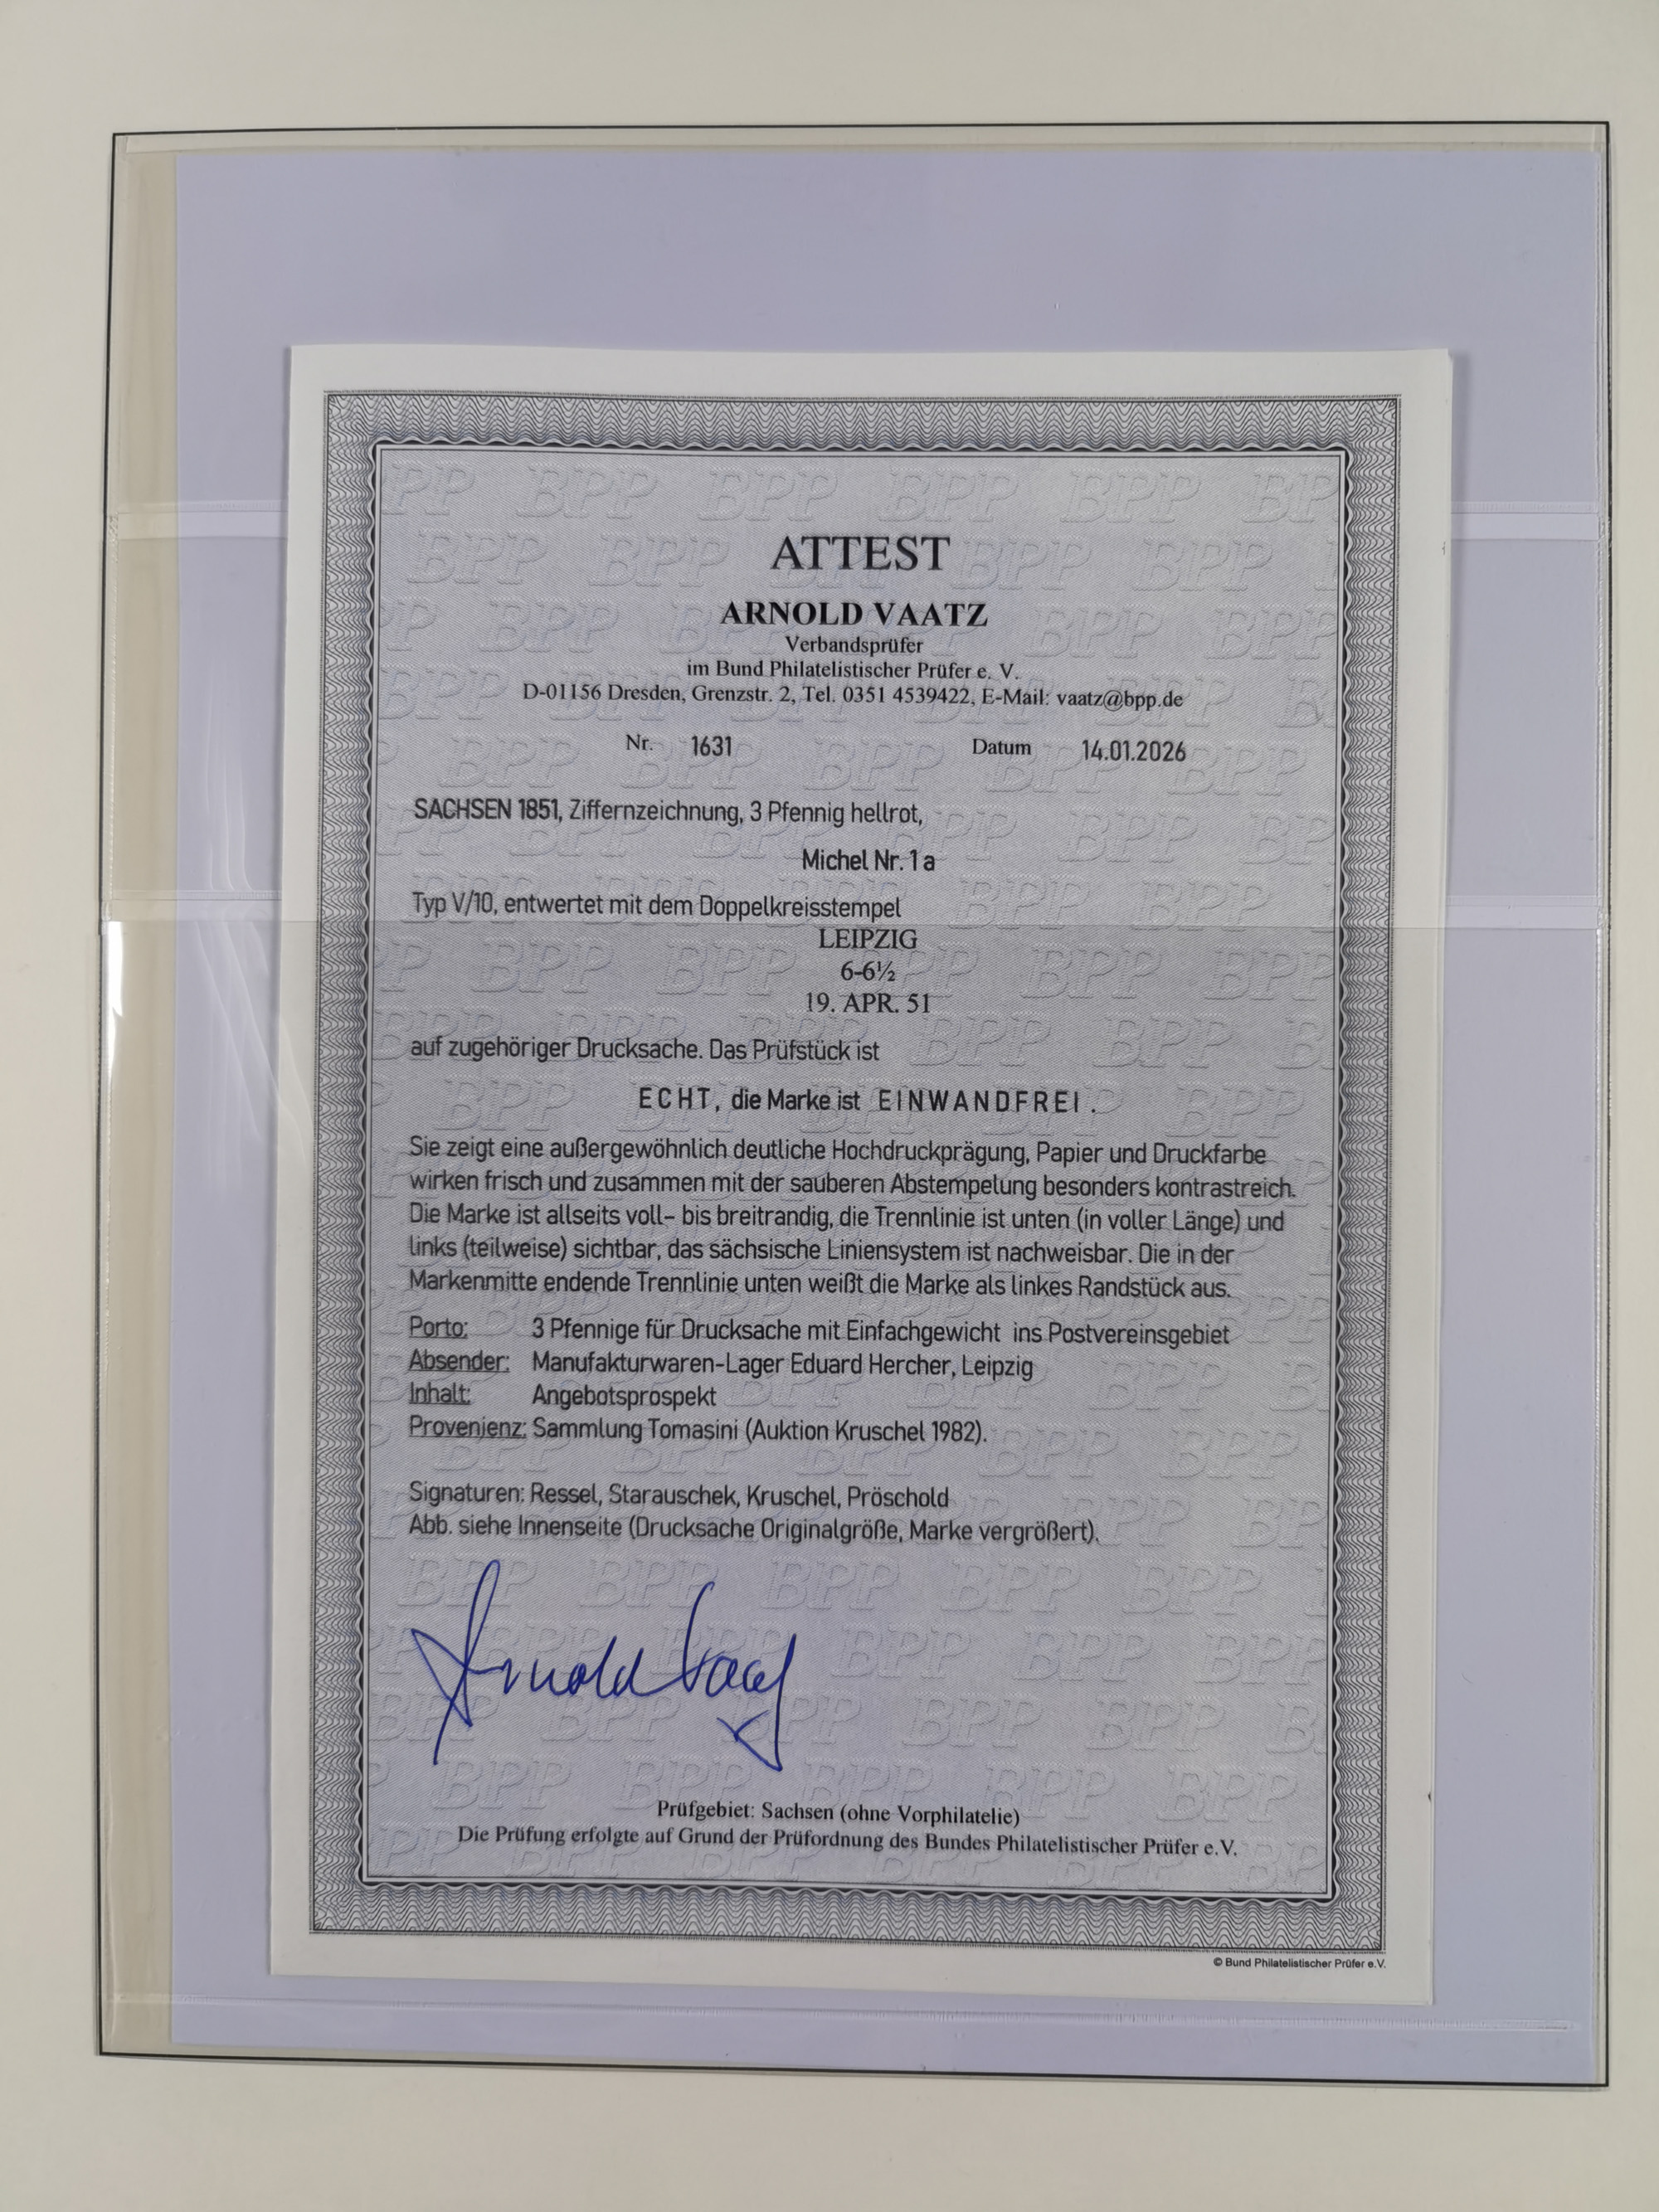 ATTEST
ARNOLD VAATZ
Verbandsprüfer
im Bund Philatelistischer Prüfer e. V.
D-01156 Dresden, Grenzstr. 2, Tel. 0351 4539422, E-Mail: vaatz@bpp.de
Nr. 1631 Datum 14.01.2026
SACHSEN 1851, Ziffernzeichnung, 3 Pfennig hellrot,
Michel Nr. 1 a
Typ V/10, entwertet mit dem Doppelkreisstempel
LEIPZIG
6-6½
19. APR. 51
auf zugehöriger Drucksache. Das Prüfstück ist
ECHT, die Marke ist EINWANDFREI.
Sie zeigt eine außergewöhnlich deutliche Hochdruckprägung, Papier und Druckfarbe
wirken frisch und zusammen mit der sauberen Abstempelung besonders kontrastreich.
Die Marke ist allseits voll- bis breitrandig, die Trennlinie ist unten (in voller Länge) und
links (teilweise) sichtbar, das sächsische Liniensystem ist nachweisbar. Die in der
Markenmitte endende Trennlinie unten weißt die Marke als linkes Randstück aus.
Porto: 3 Pfennige für Drucksache mit Einfachgewicht ins Postvereinsgebiet
Absender: Manufakturwaren-Lager Eduard Hercher, Leipzig
Inhalt: Angebotsprospekt
Provenienz: Sammlung Tomasini (Auktion Kruschel 1982).
Signaturen: Ressel, Starauschek, Kruschel, Pröschold
Abb. siehe Innenseite (Drucksache Originalgröße, Marke vergrößert).
Arnold Vaatz
Prüfgebiet: Sachsen (ohne Vorphilatelie)
Die Prüfung erfolgte auf Grund der Prüfordnung des Bundes Philatelistischer Prüfer e.V.
© Bund Philatelistischer Prüfer e.V.